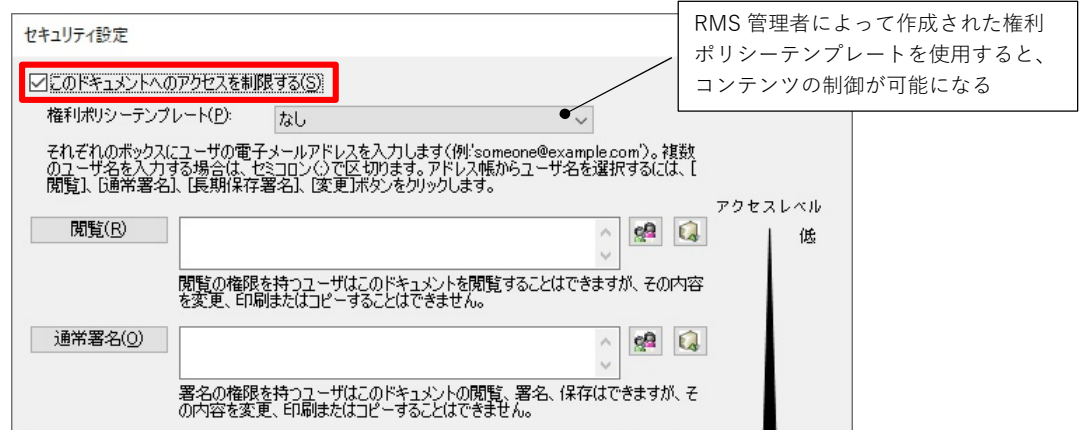 セキュリティ設定
RMS 管理者によって作成された権利
ポリシーテンプレートを使用すると、
コンテンツの制御が可能になる
このドキュメントへのアクセスを制限する(S)
権利ポリシーテンプレート(P):
なし
それぞれのボックスにユーザの電子メールアドレスを入力します(例:'someone@example.com')。複数
のユーザ名を入力する場合は、セミコロン(;)で区切ります。アドレス帳からユーザ名を選択するには、[
閲覧]、[通常署名]、[長期保存署名]、[変更]ボタンをクリックします。
アクセスレベル
低
閲覧(R)
閲覧の権限を持つユーザはこのドキュメントを閲覧することはできますが、その内容
を変更、印刷またはコピーすることはできません。
通常署名(O)
署名の権限を持つユーザはこのドキュメントの閲覧、署名、保存はできますが、そ
の内容を変更、印刷またはコピーすることはできません。